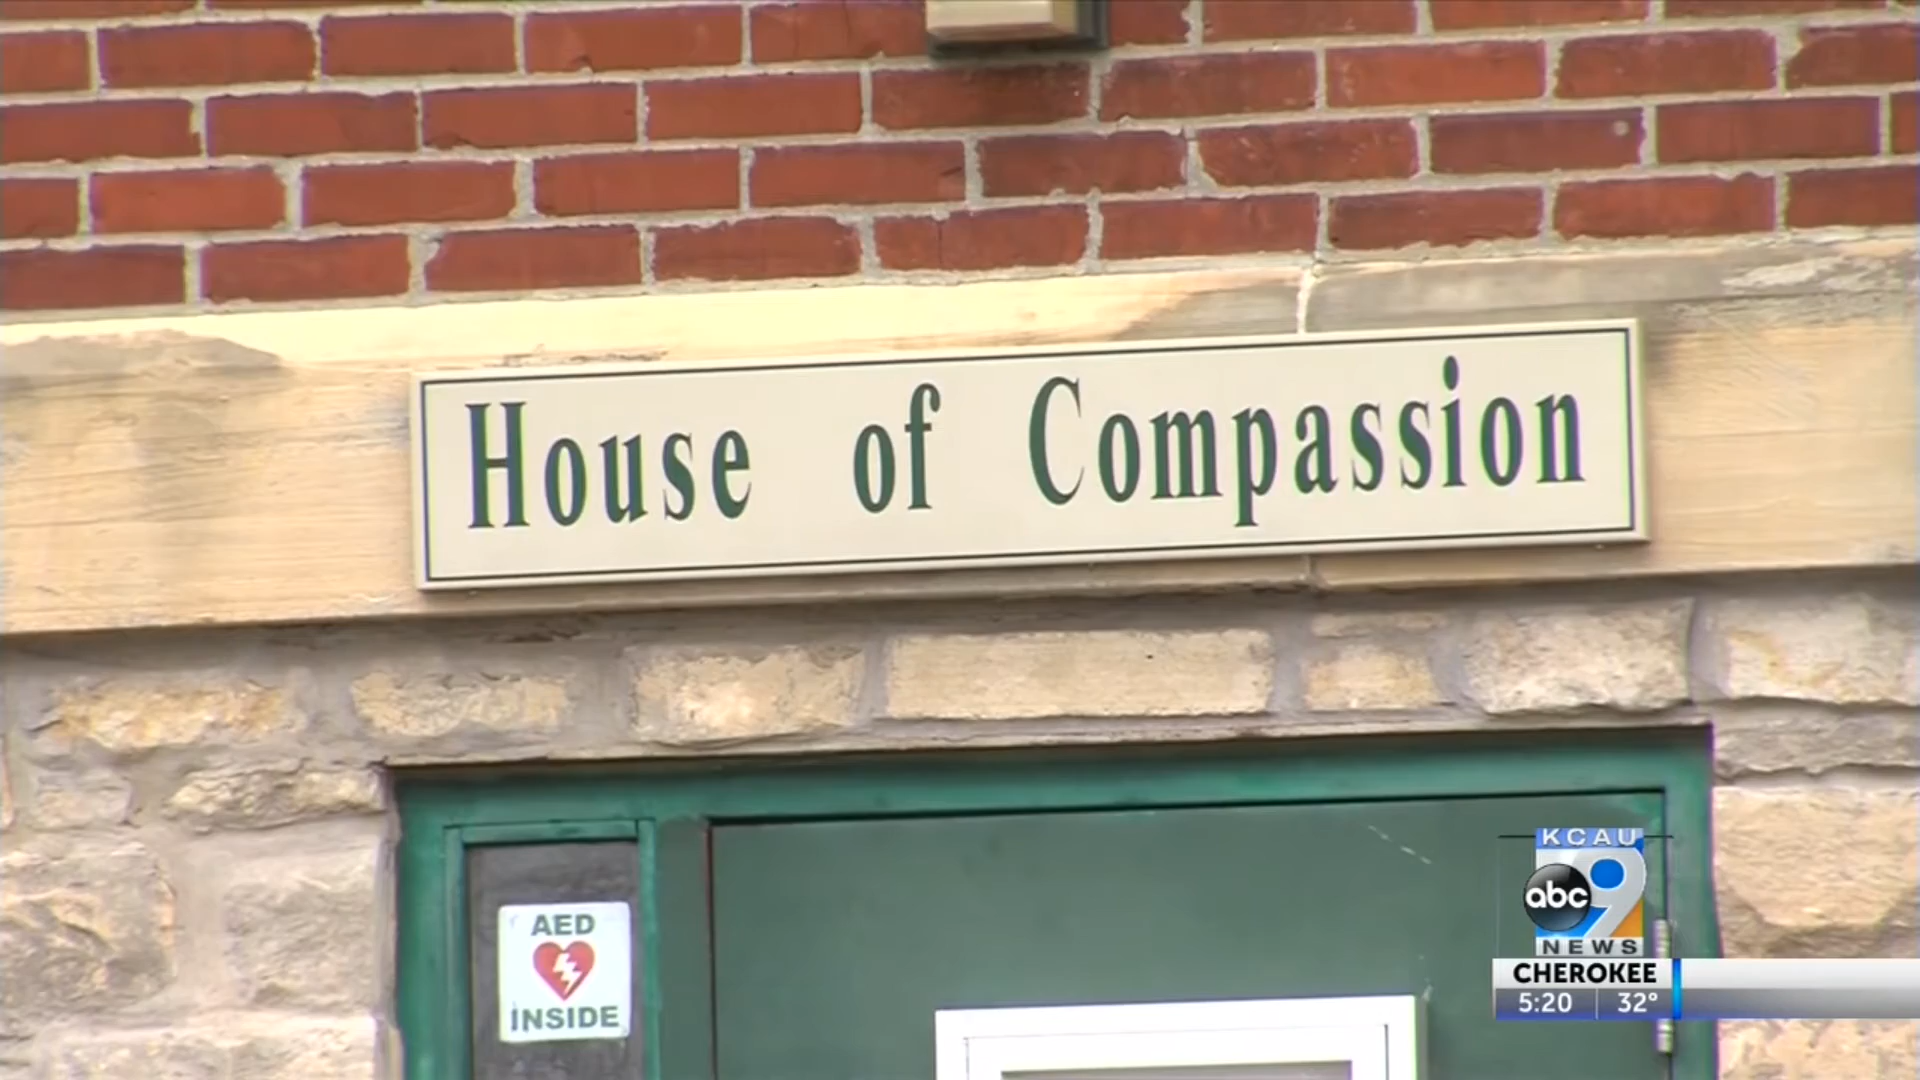 House of Compassion
AED
INSIDE
KCAU
abc 9
NEWS
CHEROKEE
5:20 32°